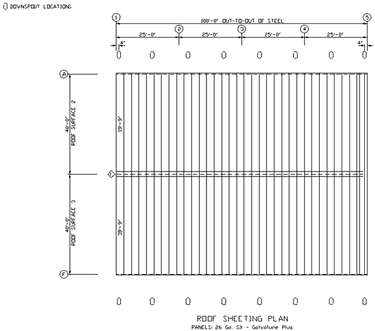 DOWNSPOUT LOCATIONS
1
5
100'-0" OUT-TO-OUT OF STEEL
2
3
4
25'-0" 25'-0" 25'-0" 25'-0"
4" 4"
A
40'-0"
ROOF SURFACE 2
39'-9"
40'-0"
ROOF SURFACE 3
39'-9"
F
ROOF SHEETING PLAN
PANELS: 26 Ga. - Galvalume Plus